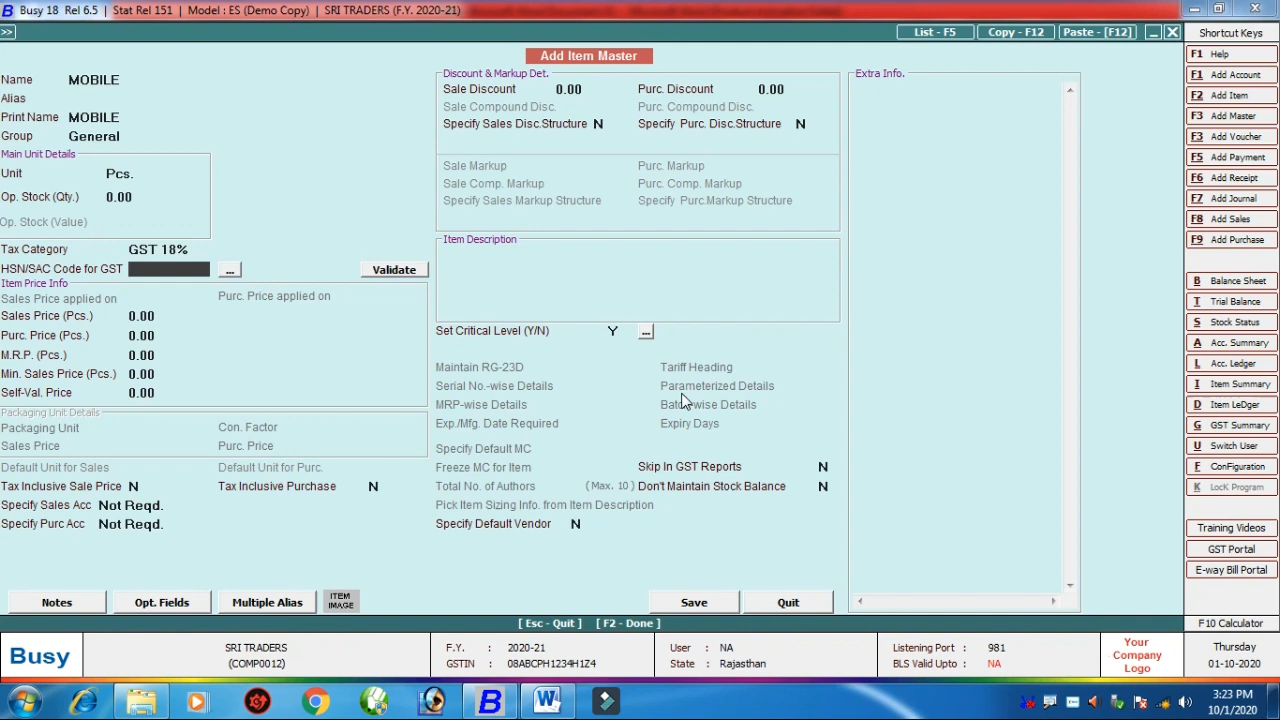 Busy 18 Rel 6.5 | Stat Rel 151 | Model : ES (Demo Copy) | SRI TRADERS (F.Y. 2020-21)
>> List - F5 Copy - F12 Paste - [F12]
Add Item Master
Name MOBILE
Alias
Print Name MOBILE
Group General
Main Unit Details
Unit Pcs.
Op. Stock (Qty.) 0.00
Op. Stock (Value)
Tax Category GST 18%
HSN/SAC Code for GST ... Validate
Item Price Info
Sales Price applied on Purc. Price applied on
Sales Price (Pcs.) 0.00
Purc. Price (Pcs.) 0.00
M.R.P. (Pcs.) 0.00
Min. Sales Price (Pcs.) 0.00
Self-Val. Price 0.00
Packaging Unit Details
Packaging Unit Con. Factor
Sales Price Purc. Price
Default Unit for Sales Default Unit for Purc.
Tax Inclusive Sale Price N Tax Inclusive Purchase N
Specify Sales Acc Not Reqd.
Specify Purc Acc Not Reqd.
Discount & Markup Det.
Sale Discount 0.00 Purc. Discount 0.00
Sale Compound Disc. Purc. Compound Disc.
Specify Sales Disc.Structure N Specify Purc. Disc.Structure N
Sale Markup Purc. Markup
Sale Comp. Markup Purc. Comp. Markup
Specify Sales Markup Structure Specify Purc.Markup Structure
Item Description
Set Critical Level (Y/N) Y ...
Maintain RG-23D Tariff Heading
Serial No.-wise Details Parameterized Details
MRP-wise Details Batch-wise Details
Exp./Mfg. Date Required Expiry Days
Specify Default MC
Freeze MC for Item Skip In GST Reports N
Total No. of Authors (Max. 10) Don't Maintain Stock Balance N
Pick Item Sizing Info. from Item Description
Specify Default Vendor N
Extra Info.
Notes Opt. Fields Multiple Alias ITEM IMAGE Save Quit
[ Esc - Quit ] [ F2 - Done ]
Shortcut Keys
F1 Help
F1 Add Account
F2 Add Item
F3 Add Master
F3 Add Voucher
F5 Add Payment
F6 Add Receipt
F7 Add Journal
F8 Add Sales
F9 Add Purchase
B Balance Sheet
T Trial Balance
S Stock Status
A Acc. Summary
L Acc. Ledger
I Item Summary
D Item LeDger
G GST Summary
U Switch User
F ConFiguration
K LocK Program
Training Videos
GST Portal
E-way Bill Portal
F10 Calculator
Busy
SRI TRADERS
(COMP0012)
F.Y. : 2020-21
GSTIN : 08ABCPH1234H1Z4
User : NA
State : Rajasthan
Listening Port : 981
BLS Valid Upto : NA
Your
Company
Logo
Thursday
01-10-2020
3:23 PM
10/1/2020